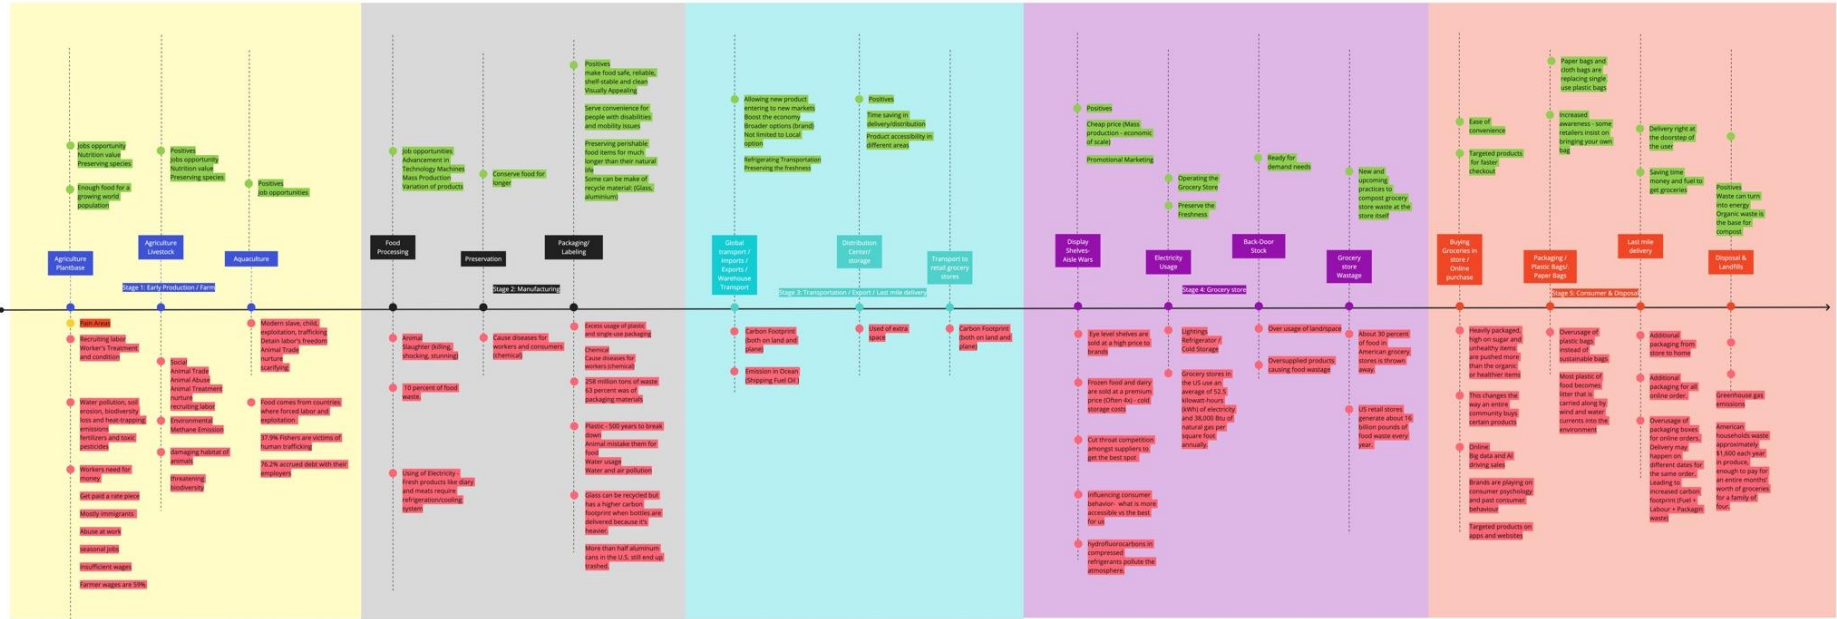 Jobs opportunity
Nutrition value
Preserving species
Enough food for a
growing world
population
Agriculture
Plantbase
Pain Areas
Recruiting labor
Worker's Treatment
and condition
Water pollution, soil
erosion, biodiversity
loss and heat-trapping
emissions
fertilizers and toxic
pesticides
Workers need for
money
Get paid a rate piece
Mostly immigrants
Abuse at work
seasonal jobs
insufficient wages
Farmer wages are 59%
Positives
Jobs opportunity
Nutrition value
Preserving species
Agriculture
Livestock
Stage 1: Early Production / Farm
Social
Animal Trade
Animal Abuse
Animal Treatment
nurture
recruiting labor
Environmental
Methane Emission
damaging habitat of
animals
threatening
biodiversity
Positives
Job opportunities
Aquaculture
Modern slave, child,
exploitation, trafficking
Detain labor's freedom
Animal Trade
nurture
scarifying
Food comes from countries
where forced labor and
exploitation
37.9% Fishers are victims of
human trafficking
76.2% accrued debt with their
employers
Job opportunities
Advancement in
Technology Machines
Mass Production
Variation of products
Food
Processing
Animal
Slaughter (killing,
shocking, stunning)
10 percent of food
waste.
Using of Electricity -
Fresh products like diary
and meats require
refrigeration/cooling
system
Conserve food for
longer
Preservation
Stage 2: Manufacturing
Cause diseases for
workers and consumers
(chemical)
Positives
make food safe, reliable,
shelf-stable and clean
Visually Appealing
Serve convenience for
people with disabilities
and mobility issues
Preserving perishable
food items for much
longer than their natural
life
Some can be make of
recycle material: (Glass,
aluminium)
Packaging/
Labeling
Excess usage of plastic
and single-use packaging
Chemical
Cause diseases for
workers (chemical)
258 million tons of waste
63 percent was of
packaging materials
Plastic - 500 years to break
down
Animal mistake them for
food
Water usage
Water and air pollution
Glass can be recycled but
has a higher carbon
footprint when bottles are
delivered because it's
heavier.
More than half aluminum
cans in the U.S. still end up
trashed.
Allowing new product
entering to new markets
Boost the economy
Broader options (brand)
Not limited to Local
option
Refrigerating Transportation
Preserving the freshness
Global
transport /
Imports /
Exports /
Warehouse
Transport
Carbon Footprint
(both on land and
plane)
Emission in Ocean
(Shipping Fuel Oil )
Positives
Time saving in
delivery/distribution
Product accessibility in
different areas
Distribution
Center/
storage
Stage 3: Transportation / Export / Last mile delivery
Used of extra
space
Transport to
retail grocery
stores
Carbon Footprint
(both on land and
plane)
Positives
Cheap price (Mass
production - economic
of scale)
Promotional Marketing
Display
Shelves-
Aisle Wars
Eye level shelves are
sold at a high price to
brands
Frozen food and dairy
are sold at a premium
price (Often 4x) - cold
storage costs
Cut throat competition
amongst suppliers to
get the best spot
Influencing consumer
behavior- what is more
accessible vs the best
for us
hydrofluorocarbons in
compressed
refrigerants pollute the
atmosphere.
Operating the
Grocery Store
Preserve the
Freshness
Electricity
Usage
Stage 4: Grocery store
Lightings
Refrigerator /
Cold Storage
Grocery stores in
the US use an
average of 52.5
kilowatt-hours
(kWh) of electricity
and 38,000 Btu of
natural gas per
square foot
annually.
Ready for
demand needs
Back-Door
Stock
Over usage of land/space
Oversupplied products
causing food wastage
New and
upcoming
practices to
compost grocery
store waste at the
store itself
Grocery
store
Wastage
About 30 percent
of food in
American grocery
stores is thrown
away.
US retail stores
generate about 16
billion pounds of
food waste every
year.
Ease of
convenience
Targeted products
for faster
checkout
Buying
Groceries in
store /
Online
purchase
Heavily packaged,
high on sugar and
unhealthy items
are pushed more
than the organic
or healthier items
This changes the
way an entire
community buys
certain products
Online
Big data and AI
driving sales
Brands are playing on
consumer psychology
and past consumer
behaviour
Targeted products on
apps and websites
Paper bags and
cloth bags are
replacing single
use plastic bags
Increased
awareness - some
retailers insist on
bringing your own
bag
Packaging /
Plastic Bags/
Paper Bags
Stage 5: Consumer & Disposal
Overusage of
plastic bags
instead of
sustainable bags
Most plastic of
food becomes
litter that is
carried along by
wind and water
currents into the
environment
Delivery right at
the doorstep of
the user
Saving time
money and fuel to
get groceries
Last mile
delivery
Additional
packaging from
store to home
Additional
packaging for all
online order.
Overusage of
packaging boxes
for online orders.
Delivery may
happen on
different dates for
the same order.
Leading to
increased carbon
footprint (Fuel +
Labour + Packagin
waste)
Positives
Waste can turn
into energy
Organic waste is
the base for
compost
Disposal &
Landfills
Greenhouse gas
emissions
American
households waste
approximately
$1,600 each year
in produce,
enough to pay for
an entire months'
worth of groceries
for a family of
four.